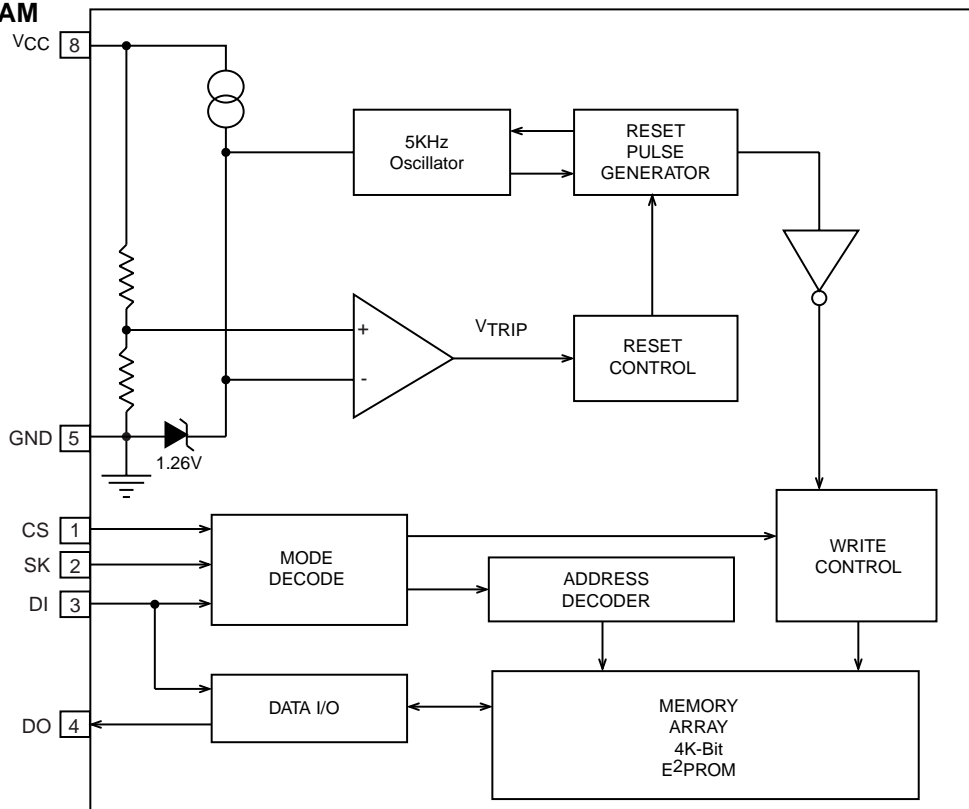 AM
VCC 8
5KHz
Oscillator
RESET
PULSE
GENERATOR
+
-
VTRIP
RESET
CONTROL
GND 5
1.26V
CS 1
SK 2
DI 3
MODE
DECODE
ADDRESS
DECODER
WRITE
CONTROL
DO 4
DATA I/O
MEMORY
ARRAY
4K-Bit
E2PROM